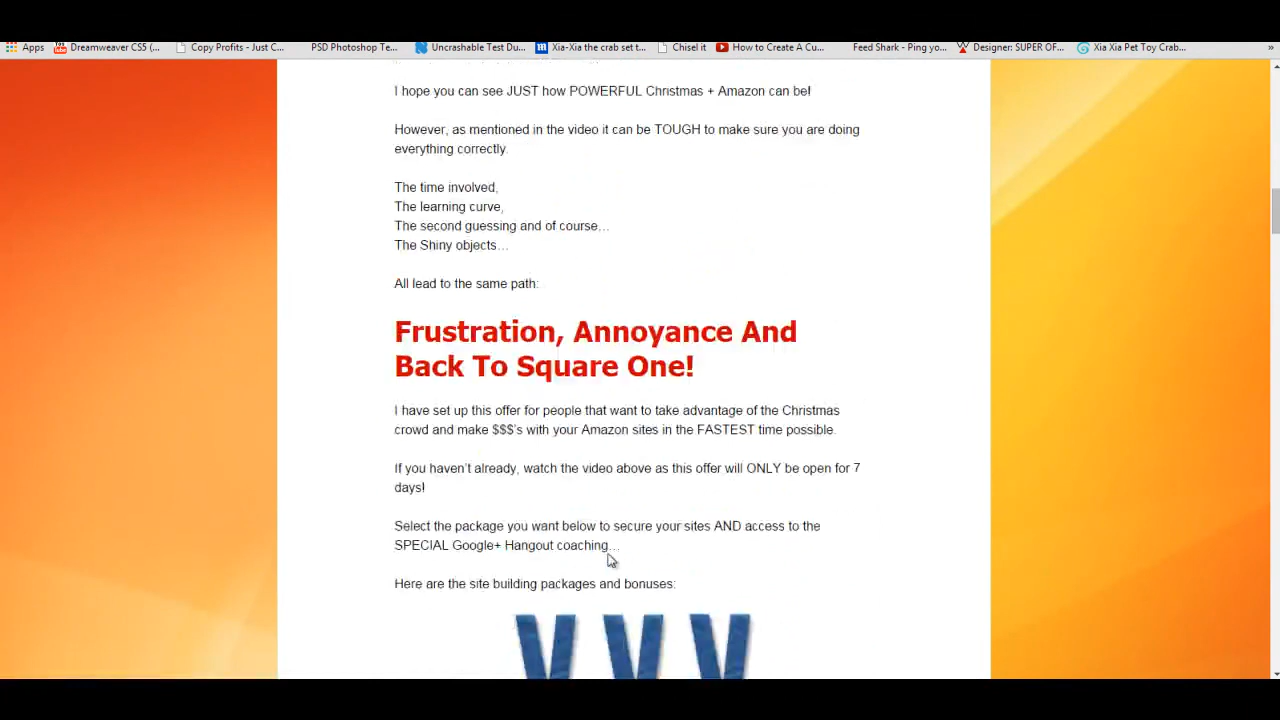 Apps Dreamweaver CS5 (... Copy Profits - Just C... PSD Photoshop Te... Uncrashable Test Du... Xia-Xia the crab set t... Chisel it How to Create A Cu... Feed Shark - Ping yo... Designer: SUPER OF... Xia Xia Pet Toy Crab... »
I hope you can see JUST how POWERFUL Christmas + Amazon can be!
However, as mentioned in the video it can be TOUGH to make sure you are doing
everything correctly.
The time involved,
The learning curve,
The second guessing and of course…
The Shiny objects…
All lead to the same path:
Frustration, Annoyance And
Back To Square One!
I have set up this offer for people that want to take advantage of the Christmas
crowd and make $$$'s with your Amazon sites in the FASTEST time possible.
If you haven't already, watch the video above as this offer will ONLY be open for 7
days!
Select the package you want below to secure your sites AND access to the
SPECIAL Google+ Hangout coaching…
Here are the site building packages and bonuses: